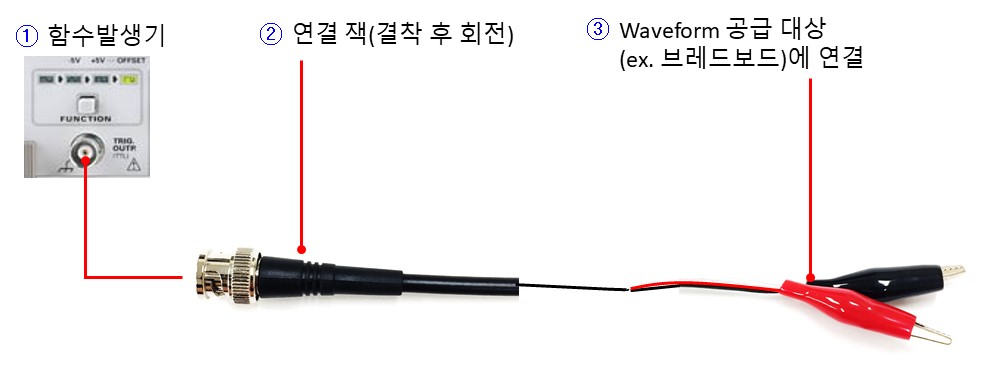 ① 함수발생기
② 연결 잭(결착 후 회전)
③ Waveform 공급 대상
(ex. 브레드보드)에 연결
-5V +5V ··· OFFSET
FUNCTION
TRIG.
OUTP.
(TTL)